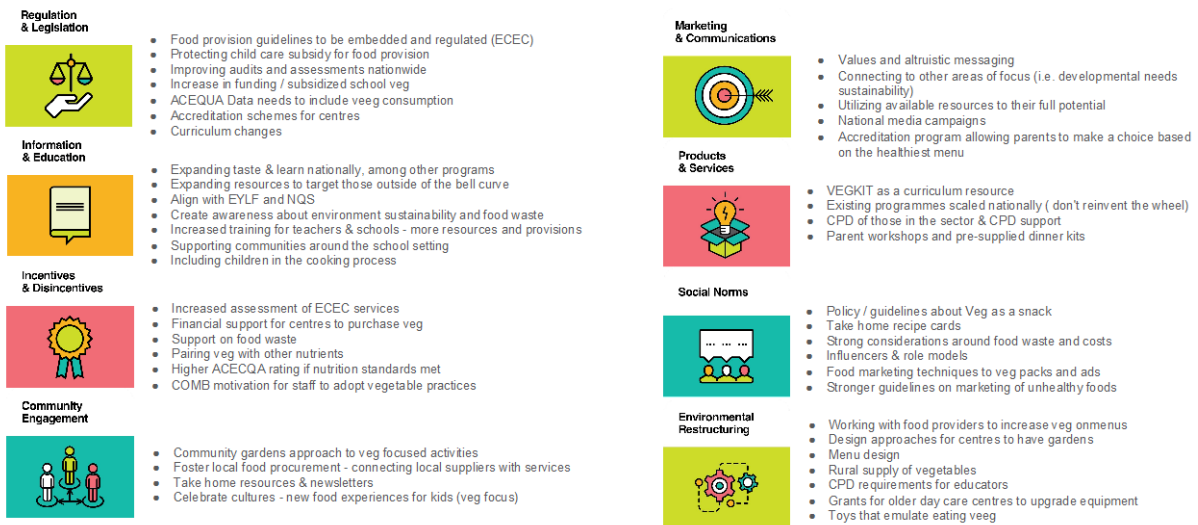 Regulation
& Legislation
• Food provision guidelines to be embedded and regulated (ECEC)
• Protecting child care subsidy for food provision
• Improving audits and assessments nationwide
• Increase in funding / subsidized school veg
• ACEQUA Data needs to include veeg consumption
• Accreditation schemes for centres
• Curriculum changes
Information
& Education
• Expanding taste & learn nationally, among other programs
• Expanding resources to target those outside of the bell curve
• Align with EYLF and NQS
• Create awareness about environment sustainability and food waste
• Increased training for teachers & schools - more resources and provisions
• Supporting communities around the school setting
• Including children in the cooking process
Incentives
& Disincentives
• Increased assessment of ECEC services
• Financial support for centres to purchase veg
• Support on food waste
• Pairing veg with other nutrients
• Higher ACECQA rating if nutrition standards met
• COMB motivation for staff to adopt vegetable practices
Community
Engagement
• Community gardens approach to veg focused activities
• Foster local food procurement - connecting local suppliers with services
• Take home resources & newsletters
• Celebrate cultures - new food experiences for kids (veg focus)
Marketing
& Communications
• Values and altruistic messaging
• Connecting to other areas of focus (i.e. developmental needs
sustainability)
• Utilizing available resources to their full potential
• National media campaigns
• Accreditation program allowing parents to make a choice based
on the healthiest menu
Products
& Services
• VEGKIT as a curriculum resource
• Existing programmes scaled nationally ( don't reinvent the wheel)
• CPD of those in the sector & CPD support
• Parent workshops and pre-supplied dinner kits
Social Norms
• Policy / guidelines about Veg as a snack
• Take home recipe cards
• Strong considerations around food waste and costs
• Influencers & role models
• Food marketing techniques to veg packs and ads
• Stronger guidelines on marketing of unhealthy foods
Environmental
Restructuring
• Working with food providers to increase veg onmenus
• Design approaches for centres to have gardens
• Menu design
• Rural supply of vegetables
• CPD requirements for educators
• Grants for older day care centres to upgrade equipment
• Toys that emulate eating veeg